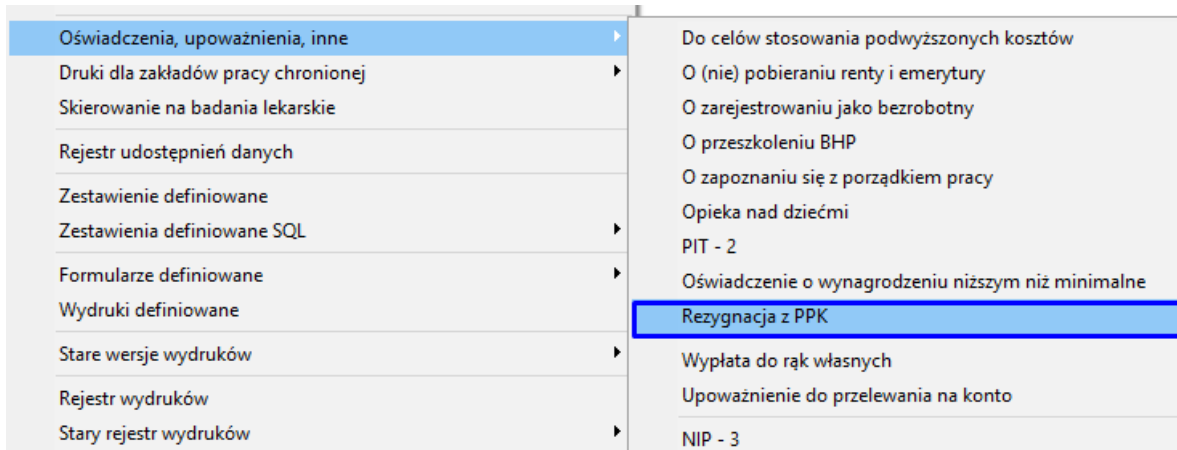 Oświadczenia, upoważnienia, inne
Druki dla zakładów pracy chronionej
Skierowanie na badania lekarskie
Rejestr udostępnień danych
Zestawienie definiowane
Zestawienia definiowane SQL
Formularze definiowane
Wydruki definiowane
Stare wersje wydruków
Rejestr wydruków
Stary rejestr wydruków
Do celów stosowania podwyższonych kosztów
O (nie) pobieraniu renty i emerytury
O zarejestrowaniu jako bezrobotny
O przeszkoleniu BHP
O zapoznaniu się z porządkiem pracy
Opieka nad dziećmi
PIT - 2
Oświadczenie o wynagrodzeniu niższym niż minimalne
Rezygnacja z PPK
Wypłata do rąk własnych
Upoważnienie do przelewania na konto
NIP - 3